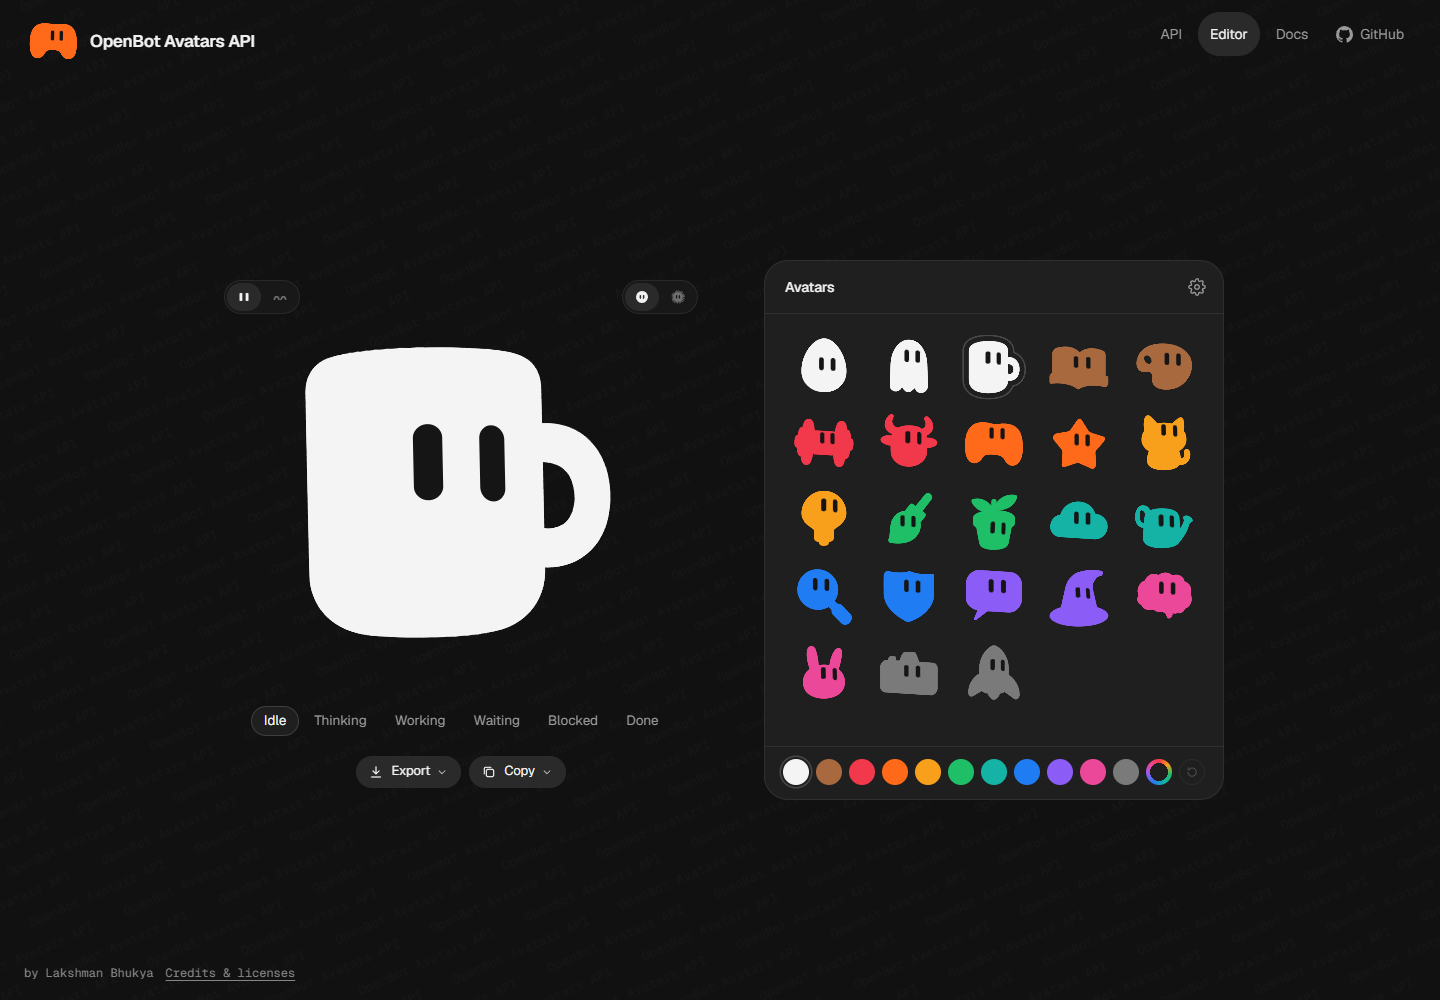 OpenBot Avatars API
API
Editor
Docs
GitHub
Avatars
Idle
Thinking
Working
Waiting
Blocked
Done
Export
Copy
by Lakshman Bhukya Credits & licenses